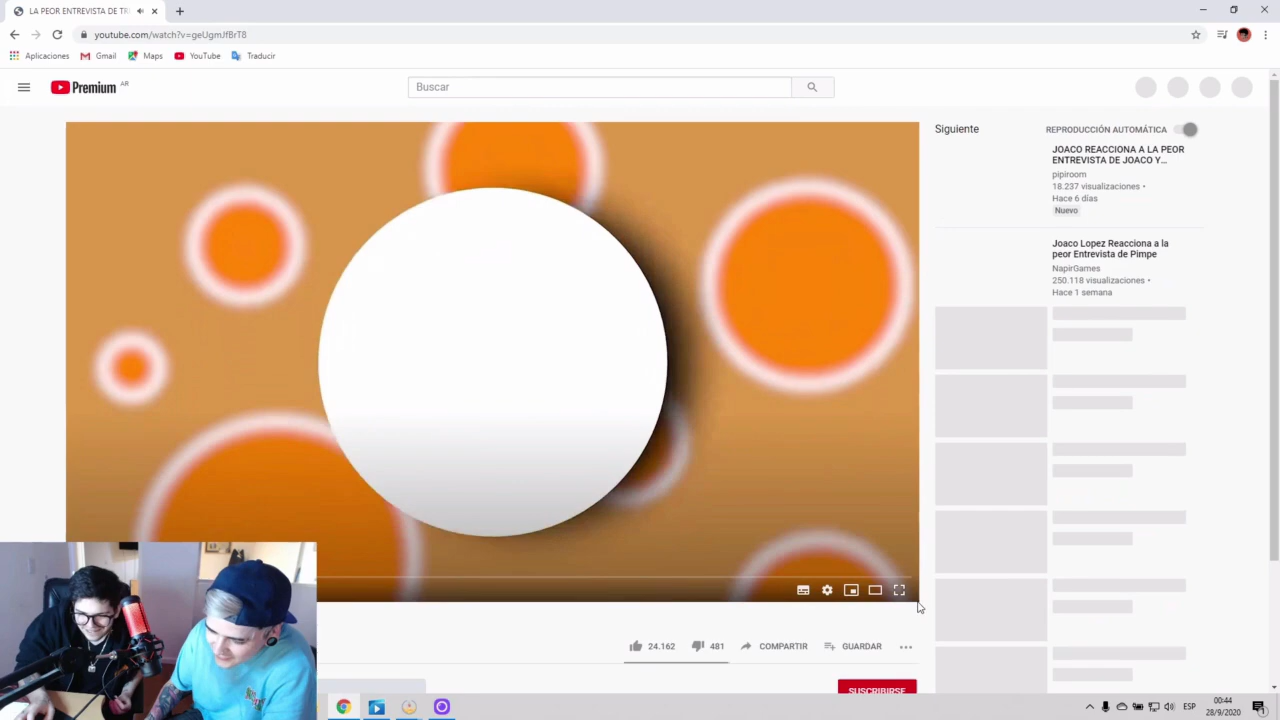 LA PEOR ENTREVISTA DE TR
youtube.com/watch?v=geUgmJfBrT8
Aplicaciones Gmail Maps YouTube Traducir
Premium AR
Buscar
Siguiente REPRODUCCIÓN AUTOMÁTICA
JOACO REACCIONA A LA PEOR
ENTREVISTA DE JOACO Y...
pipiroom
18.237 visualizaciones •
Hace 6 días
Nuevo
Joaco Lopez Reacciona a la
peor Entrevista de Pimpe
NapirGames
250.118 visualizaciones •
Hace 1 semana
24.162 481 COMPARTIR GUARDAR
SUSCRIBIRSE
ESP
00:44
28/9/2020
1